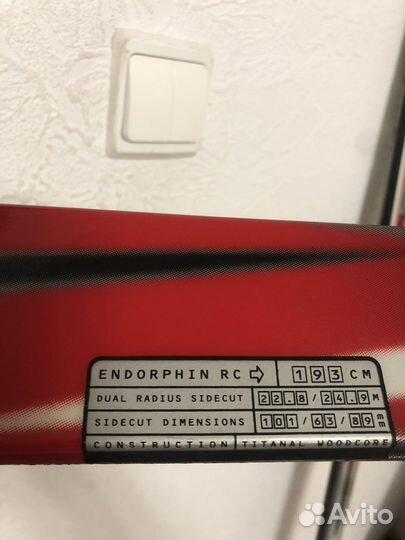 ENDORPHIN RC ⇨ 193 CM
DUAL RADIUS SIDECUT 22.8/24.9 M
SIDECUT DIMENSIONS 101/63/89 mm
CONSTRUCTION TITANAL WOODCORE
Avito